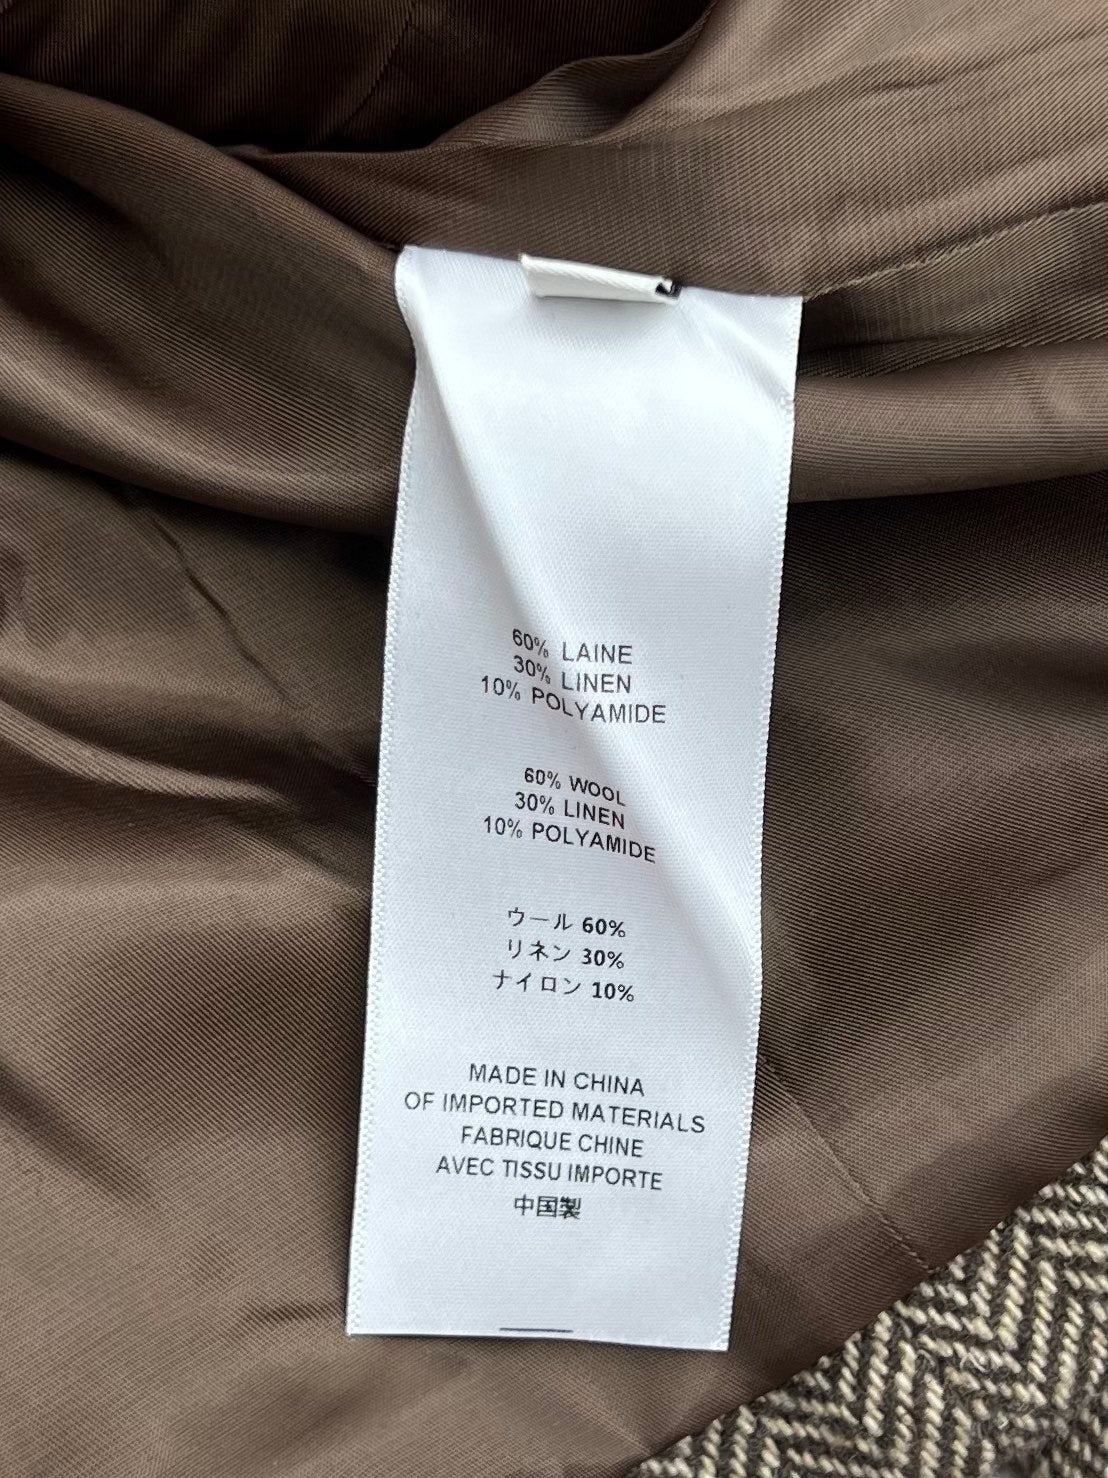 60% LAINE
30% LINEN
10% POLYAMIDE
60% WOOL
30% LINEN
10% POLYAMIDE
ウール 60%
リネン 30%
ナイロン 10%
MADE IN CHINA
OF IMPORTED MATERIALS
FABRIQUE CHINE
AVEC TISSU IMPORTE
中国製